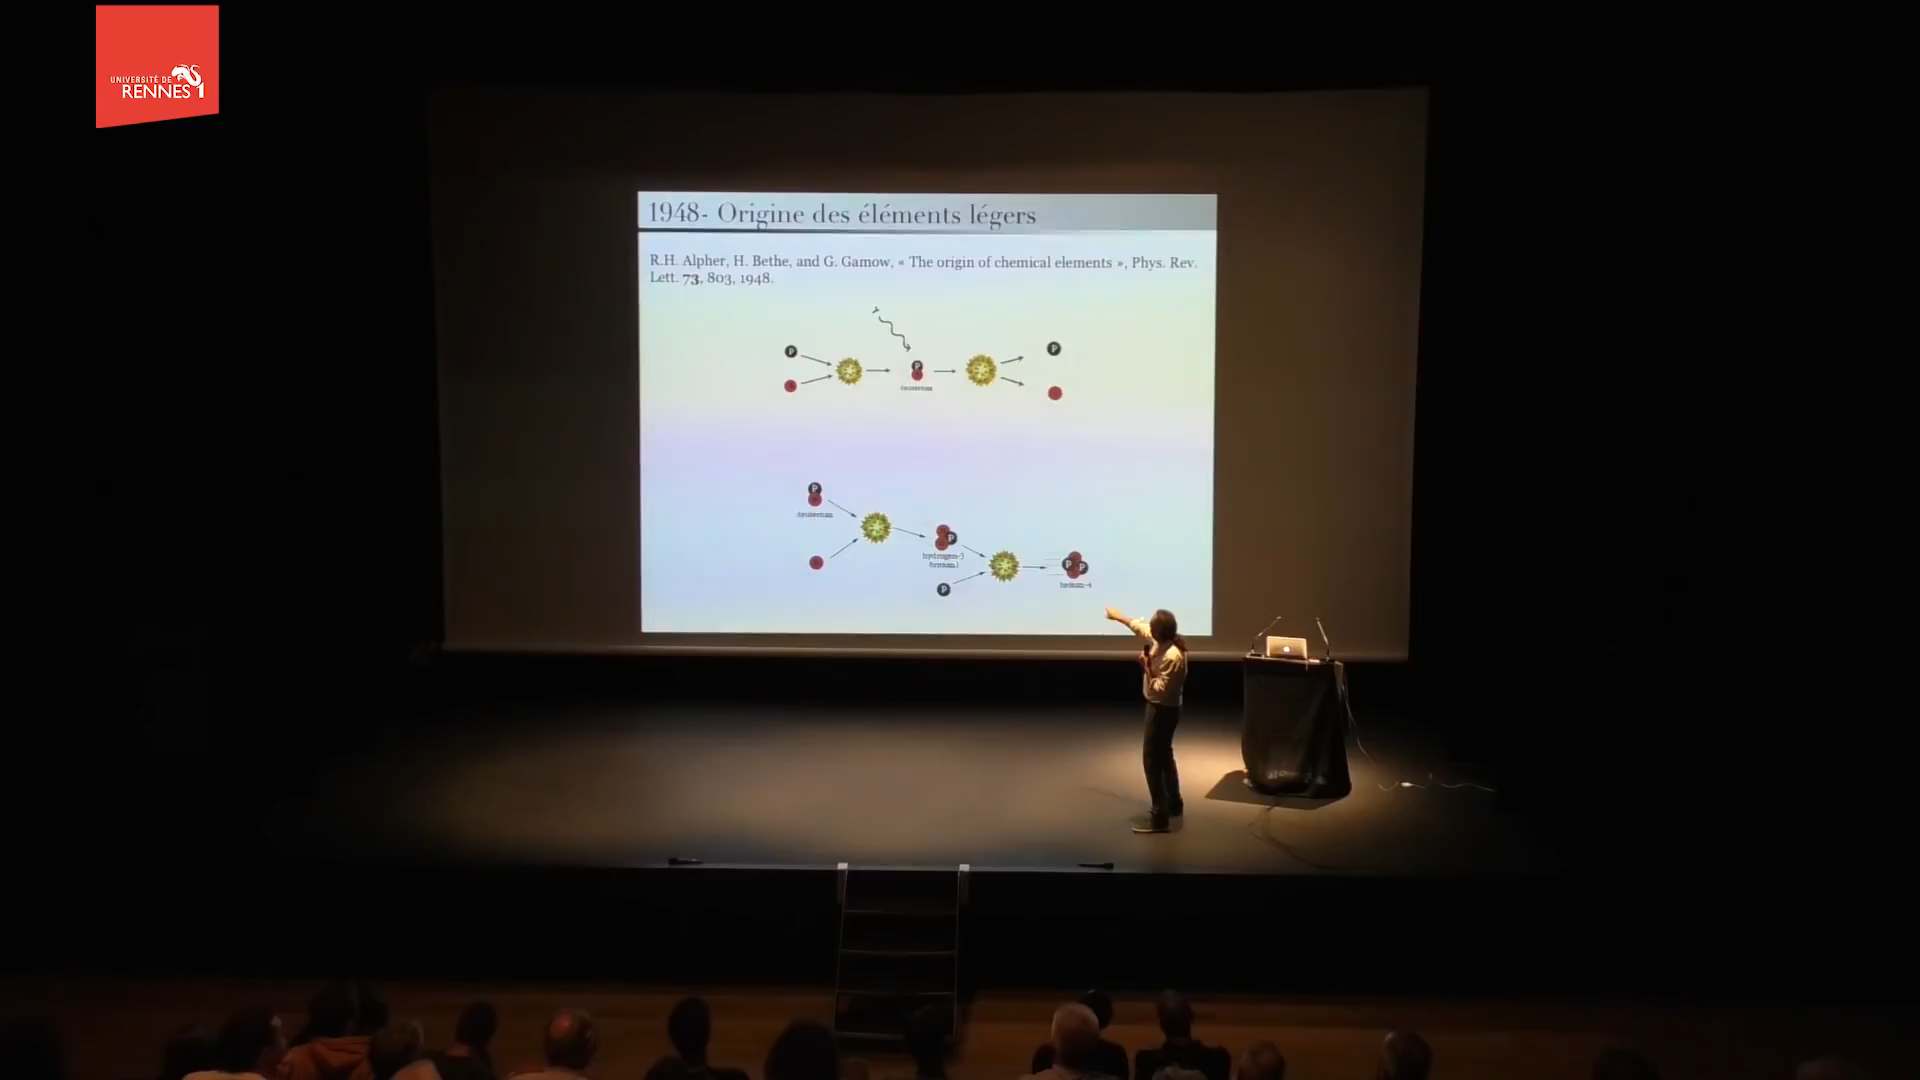 UNIVERSITÉ DE
RENNES 1
1948- Origine des éléments légers
R.H. Alpher, H. Bethe, and G. Gamow, « The origin of chemical elements », Phys. Rev.
Lett. 73, 803, 1948.
P
P
P
deuterium
P
deuterium
P
hydrogen-3
(tritium)
P
P P
helium-4